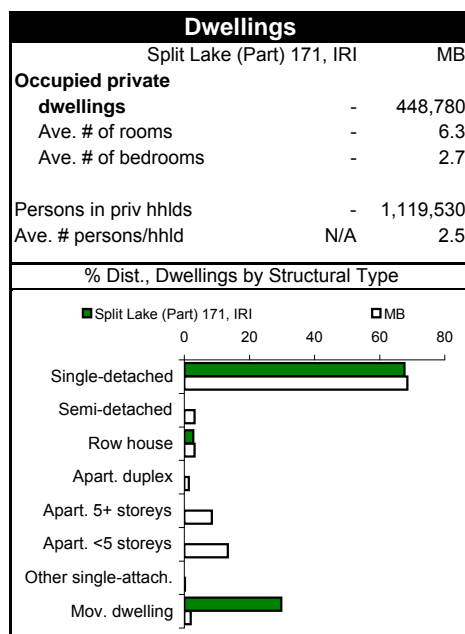 Dwellings
Split Lake (Part) 171, IRI MB
Occupied private
dwellings - 448,780
Ave. # of rooms - 6.3
Ave. # of bedrooms - 2.7
Persons in priv hhlds - 1,119,530
Ave. # persons/hhld N/A 2.5
% Dist., Dwellings by Structural Type
Split Lake (Part) 171, IRI MB
0 20 40 60 80
Single-detached
Semi-detached
Row house
Apart. duplex
Apart. 5+ storeys
Apart. <5 storeys
Other single-attach.
Mov. dwelling